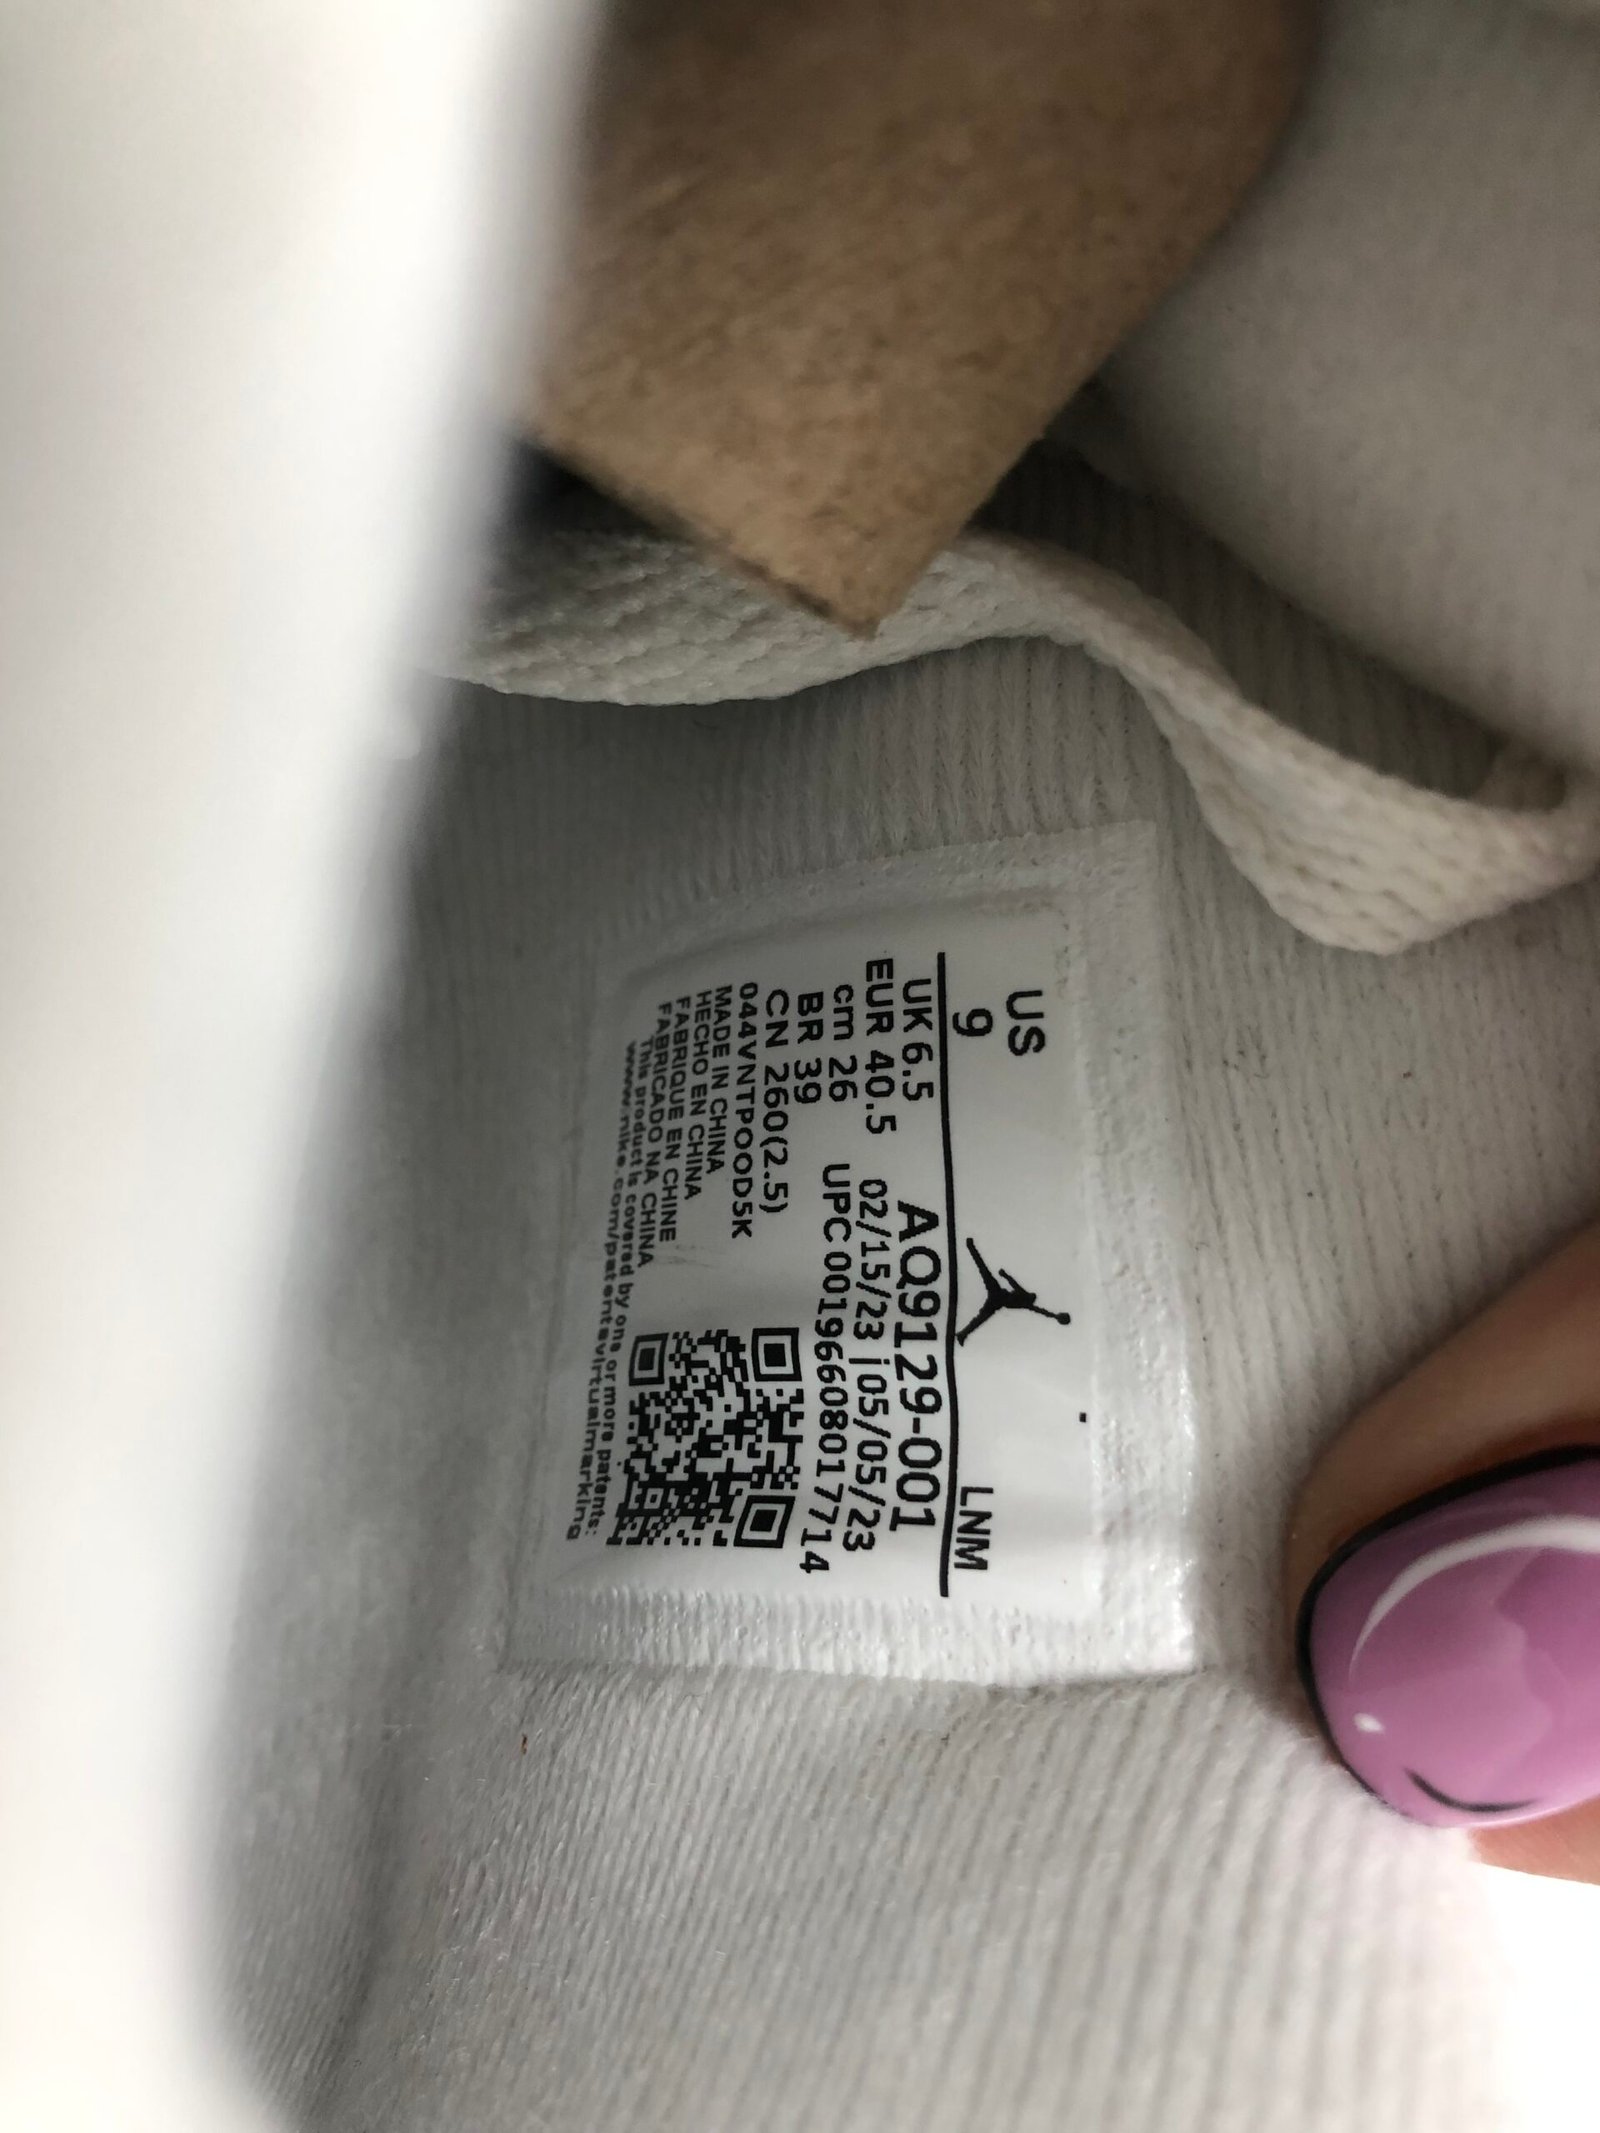 US
9
LNM
UK 6.5
AQ9129-001
EUR 40.5
02/15/23 | 05/05/23
cm 26
UPC 00196608017714
BR 39
CN 260(2.5)
044VNTPOOD5K
MADE IN CHINA
HECHO EN CHINA
FABRIQUE EN CHINE
FABRICADO NA CHINA
This product is covered by one or more patents:
www.nike.com/patentsvirtualmarking